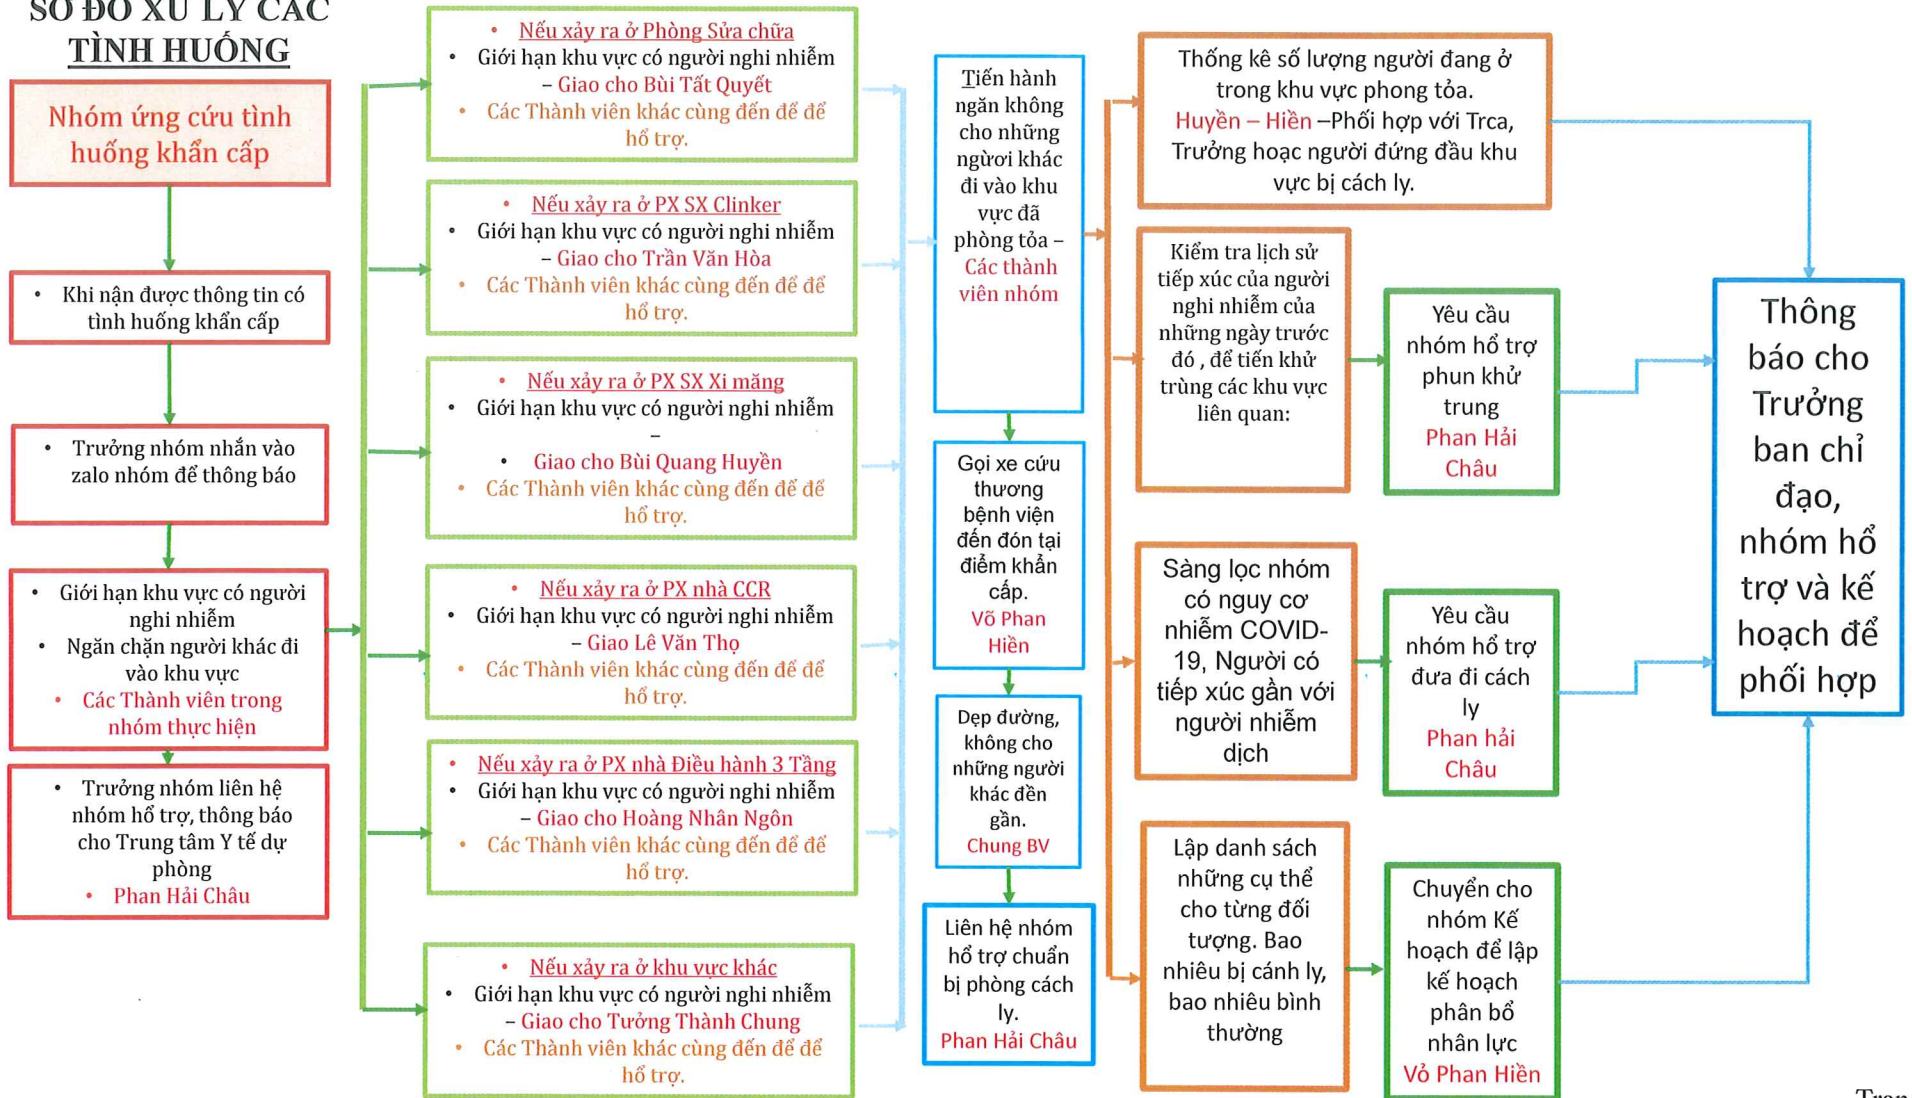 SƠ ĐỒ XỬ LÝ CÁC
TÌNH HUỐNG
Nhóm ứng cứu tình
huống khẩn cấp
• Khi nận được thông tin có
tình huống khẩn cấp
• Trưởng nhóm nhắn vào
zalo nhóm để thông báo
• Giới hạn khu vực có người
nghi nhiễm
• Ngăn chặn người khác đi
vào khu vực
• Các Thành viên trong
nhóm thực hiện
• Trưởng nhóm liên hệ
nhóm hổ trợ, thông báo
cho Trung tâm Y tế dự
phòng
• Phan Hải Châu
• Nếu xảy ra ở Phòng Sửa chữa
• Giới hạn khu vực có người nghi nhiễm
– Giao cho Bùi Tất Quyết
• Các Thành viên khác cùng đến để để
hổ trợ.
• Nếu xảy ra ở PX SX Clinker
• Giới hạn khu vực có người nghi nhiễm
– Giao cho Trần Văn Hòa
• Các Thành viên khác cùng đến để để
hổ trợ.
• Nếu xảy ra ở PX SX Xi măng
• Giới hạn khu vực có người nghi nhiễm
–
• Giao cho Bùi Quang Huyền
• Các Thành viên khác cùng đến để để
hổ trợ.
• Nếu xảy ra ở PX nhà CCR
• Giới hạn khu vực có người nghi nhiễm
– Giao Lê Văn Thọ
• Các Thành viên khác cùng đến để để
hổ trợ.
• Nếu xảy ra ở PX nhà Điều hành 3 Tầng
• Giới hạn khu vực có người nghi nhiễm
– Giao cho Hoàng Nhân Ngôn
• Các Thành viên khác cùng đến để để
hổ trợ.
• Nếu xảy ra ở khu vực khác
• Giới hạn khu vực có người nghi nhiễm
– Giao cho Tưởng Thành Chung
• Các Thành viên khác cùng đến để để
hổ trợ.
Tiến hành
ngăn không
cho những
người khác
đi vào khu
vực đã
phòng tỏa –
Các thành
viên nhóm
Gọi xe cứu
thương
bệnh viện
đến đón tại
điểm khẩn
cấp.
Võ Phan
Hiền
Dẹp đường,
không cho
những người
khác đền
gần.
Chung BV
Liên hệ nhóm
hổ trợ chuẩn
bị phòng cách
ly.
Phan Hải Châu
Thống kê số lượng người đang ở
trong khu vực phong tỏa.
Huyền – Hiền –Phối hợp với Trca,
Trưởng hoạc người đứng đầu khu
vực bị cách ly.
Kiểm tra lịch sử
tiếp xúc của người
nghi nhiễm của
những ngày trước
đó , để tiến khử
trùng các khu vực
liên quan:
Yêu cầu
nhóm hổ trợ
phun khử
trung
Phan Hải
Châu
Sàng lọc nhóm
có nguy cơ
nhiễm COVID-
19, Người có
tiếp xúc gần với
người nhiễm
dịch
Yêu cầu
nhóm hổ trợ
đưa đi cách
ly
Phan hải
Châu
Lập danh sách
những cụ thể
cho từng đối
tượng. Bao
nhiêu bị cánh ly,
bao nhiêu bình
thường
Chuyển cho
nhóm Kế
hoạch để lập
kế hoạch
phân bổ
nhân lực
Vỏ Phan Hiền
Thông
báo cho
Trưởng
ban chỉ
đạo,
nhóm hổ
trợ và kế
hoạch để
phối hợp